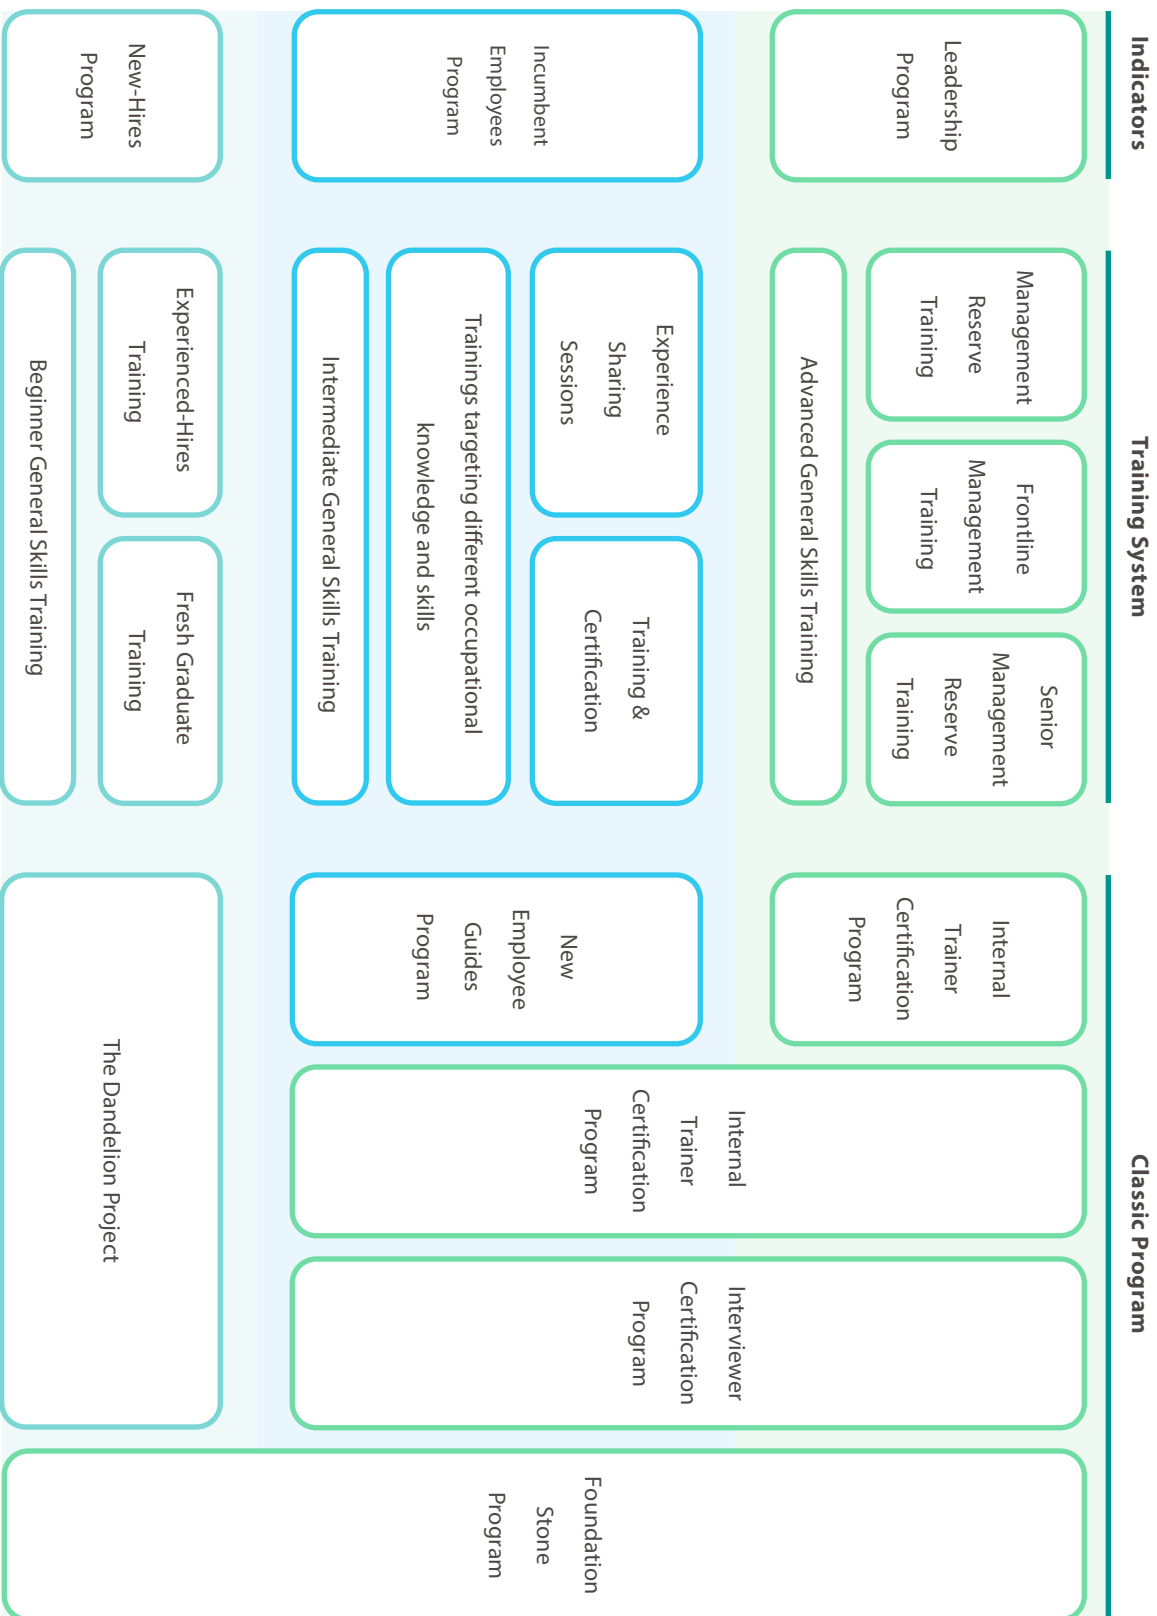 Indicators
Training System
Classic Program
Leadership
Program
Management
Reserve
Training
Frontline
Management
Training
Senior
Management
Reserve
Training
Advanced General Skills Training
Internal
Trainer
Certification
Program
Incumbent
Employees
Program
Experience
Sharing
Sessions
Training &
Certification
Trainings targeting different occupational
knowledge and skills
Intermediate General Skills Training
New
Employee
Guides
Program
Internal
Trainer
Certification
Program
Interviewer
Certification
Program
Foundation
Stone
Program
New-Hires
Program
Experienced-Hires
Training
Fresh Graduate
Training
Beginner General Skills Training
The Dandelion Project